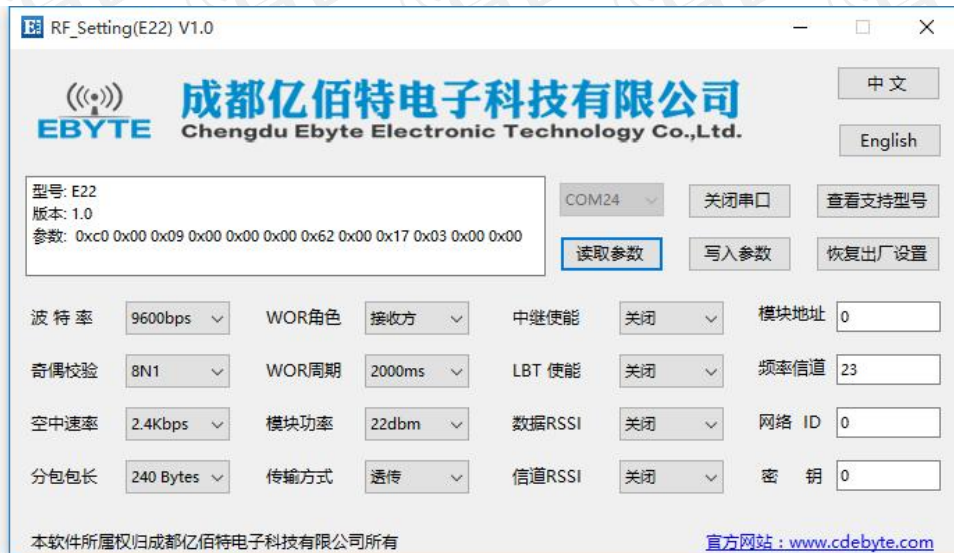 RF_Setting(E22) V1.0
EBYTE
成都亿佰特电子科技有限公司
Chengdu Ebyte Electronic Technology Co.,Ltd.
中 文
English
型号: E22
版本: 1.0
参数: 0xc0 0x00 0x09 0x00 0x00 0x00 0x62 0x00 0x17 0x03 0x00 0x00
COM24 关闭串口 查看支持型号
读取参数 写入参数 恢复出厂设置
波 特 率 9600bps WOR角色 接收方 中继使能 关闭 模块地址 0
奇偶校验 8N1 WOR周期 2000ms LBT 使能 关闭 频率信道 23
空中速率 2.4Kbps 模块功率 22dbm 数据RSSI 关闭 网络 ID 0
分包包长 240 Bytes 传输方式 透传 信道RSSI 关闭 密 钥 0
本软件所属权归成都亿佰特电子科技有限公司所有 官方网站：www.cdebyte.com